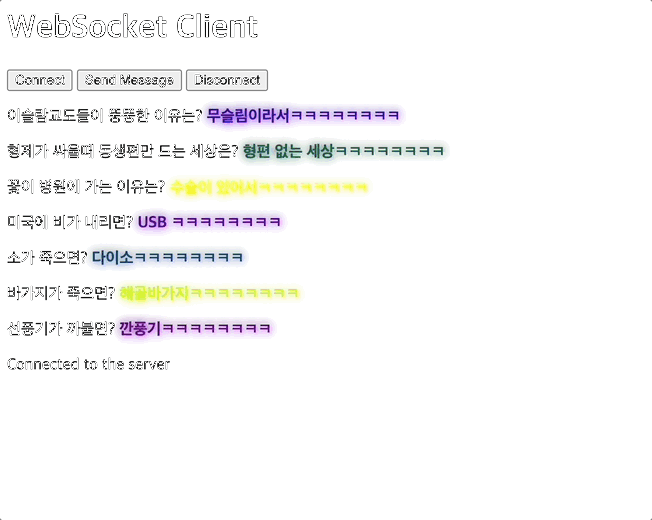 WebSocket Client
Connect Send Message Disconnect
이슬람교도들이 뚱뚱한 이유는? 무슬림이라서ㅋㅋㅋㅋㅋㅋㅋㅋ
형제가 싸울때 동생편만 드는 세상은? 형편 없는 세상ㅋㅋㅋㅋㅋㅋㅋㅋ
꽃이 병원에 가는 이유는? 수술이 있어서ㅋㅋㅋㅋㅋㅋㅋㅋ
미국에 비가 내리면? USB ㅋㅋㅋㅋㅋㅋㅋㅋ
소가 죽으면? 다이소ㅋㅋㅋㅋㅋㅋㅋㅋ
바가지가 죽으면? 해골바가지ㅋㅋㅋㅋㅋㅋㅋㅋ
선풍기가 까불면? 깐풍기ㅋㅋㅋㅋㅋㅋㅋㅋ
Connected to the server